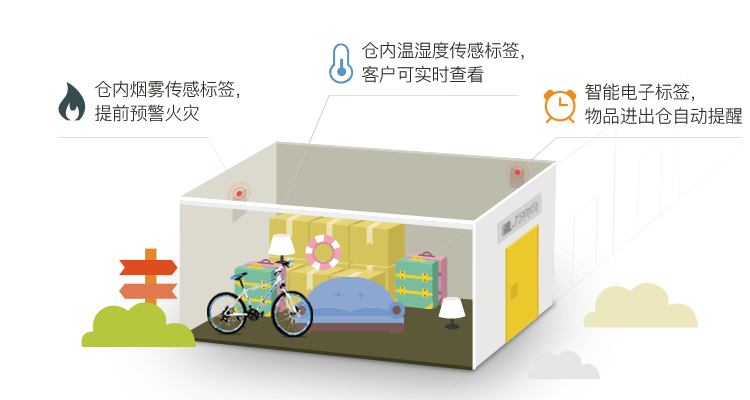 仓内烟雾传感标签,
提前预警火灾
仓内温湿度传感标签,
客户可实时查看
智能电子标签,
物品进出仓自动提醒